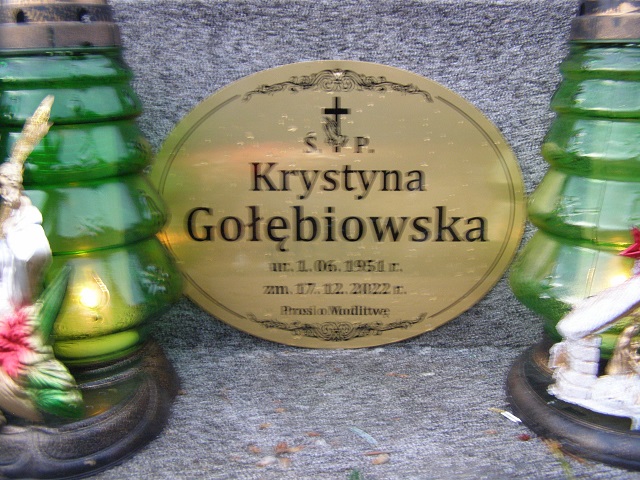 Ś. P.
Krystyna
Gołębiowska
ur. 1.06.1951 r.
zm. 17.12.2022 r.
Prosi o Modlitwę